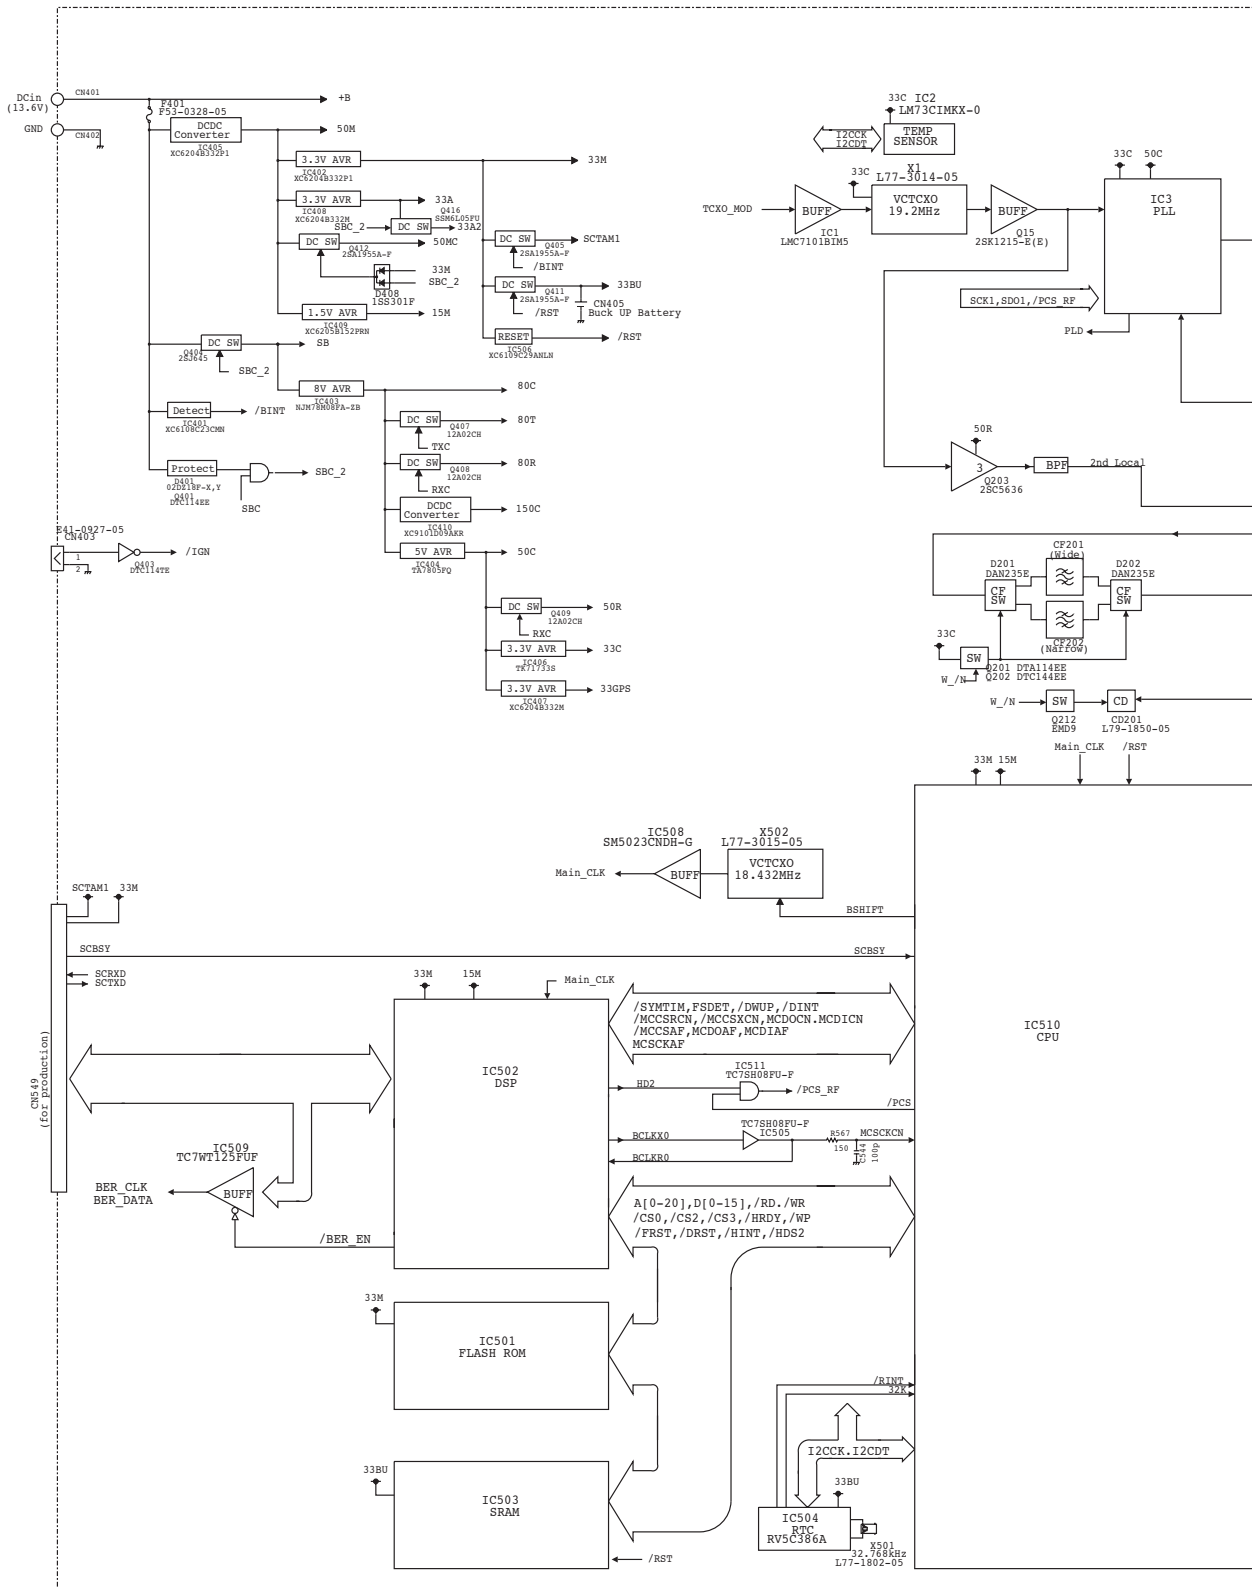 DCin
(13.6V)
CN401
F401
F53-0328-05
+B
GND
CN402
DCDC
Converter
IC405
XC6204B332P1
50M
3.3V AVR
IC402
XC6204B332P1
33M
3.3V AVR
IC408
XC6204B332M
33A
Q416
SSM6L05FU
SBC_2
DC SW
33A2
DC SW
Q412
2SA1955A-F
50MC
33M
SBC_2
D408
1SS301F
1.5V AVR
IC409
XC6205B152PRN
15M
DC SW
Q405
2SA1955A-F
SCTAM1
/BINT
DC SW
Q411
2SA1955A-F
33BU
/RST
CN405
Buck UP Battery
RESET
IC506
XC6109C29ANLN
/RST
DC SW
Q404
2SJ645
SB
SBC_2
8V AVR
IC403
NJM78M08FA-ZB
80C
Detect
IC401
XC6108C23CMN
/BINT
DC SW
Q407
12A02CH
80T
TXC
Protect
D401
02DZ18F-X,Y
Q401
DTC114EE
SBC_2
SBC
DC SW
Q408
12A02CH
80R
RXC
DCDC
Converter
IC410
XC9101D09AKR
150C
E41-0927-05
CN403
1
2
Q403
DTC114TE
/IGN
5V AVR
IC404
TA7805FQ
50C
DC SW
Q409
12A02CH
50R
RXC
3.3V AVR
IC406
TK71733S
33C
3.3V AVR
IC407
XC6204B332M
33GPS
33C IC2
LM73CIMKX-0
I2CCK
I2CDT
TEMP
SENSOR
X1
L77-3014-05
33C
TCXO_MOD
BUFF
IC1
LMC7101BIM5
VCTCXO
19.2MHz
BUFF
Q15
2SK1215-E(E)
33C 50C
IC3
PLL
SCK1,SDO1,/PCS_RF
PLD
50R
3
Q203
2SC5636
BPF
2nd Local
CF201
(Wide)
D201
DAN235E
D202
DAN235E
CF
SW
CF
SW
CF202
(Narrow)
33C
SW
W_/N
Q201 DTA114EE
Q202 DTC144EE
W_/N
SW
CD
Q212
EMD9
CD201
L79-1850-05
Main_CLK /RST
33M 15M
IC508
SM5023CNDH-G
X502
L77-3015-05
Main_CLK
BUFF
VCTCXO
18.432MHz
BSHIFT
SCTAM1 33M
SCBSY
SCBSY
SCRXD
SCTXD
33M
15M
Main_CLK
/SYMTIM,FSDET,/DWUP,/DINT
/MCCSRCN,/MCCSXCN,MCDOCN.MCDICN
/MCCSAF,MCDOAF,MCDIAF
MCSCKAF
IC510
CPU
CN549
(for production)
IC502
DSP
HD2
IC511
TC7SH08FU-F
/PCS_RF
/PCS
BCLKX0
TC7SH08FU-F
IC505
R567
150
C544
100p
MCSCKCN
BCLKR0
IC509
TC7WT125FUF
BER_CLK
BER_DATA
BUFF
/BER_EN
A[0-20],D[0-15],/RD./WR
/CS0,/CS2,/CS3,/HRDY,/WP
/FRST,/DRST,/HINT,/HDS2
33M
IC501
FLASH ROM
/RINT
32K
I2CCK.I2CDT
33BU
IC503
SRAM
/RST
33BU
IC504
RTC
RV5C386A
X501
32.768kHz
L77-1802-05